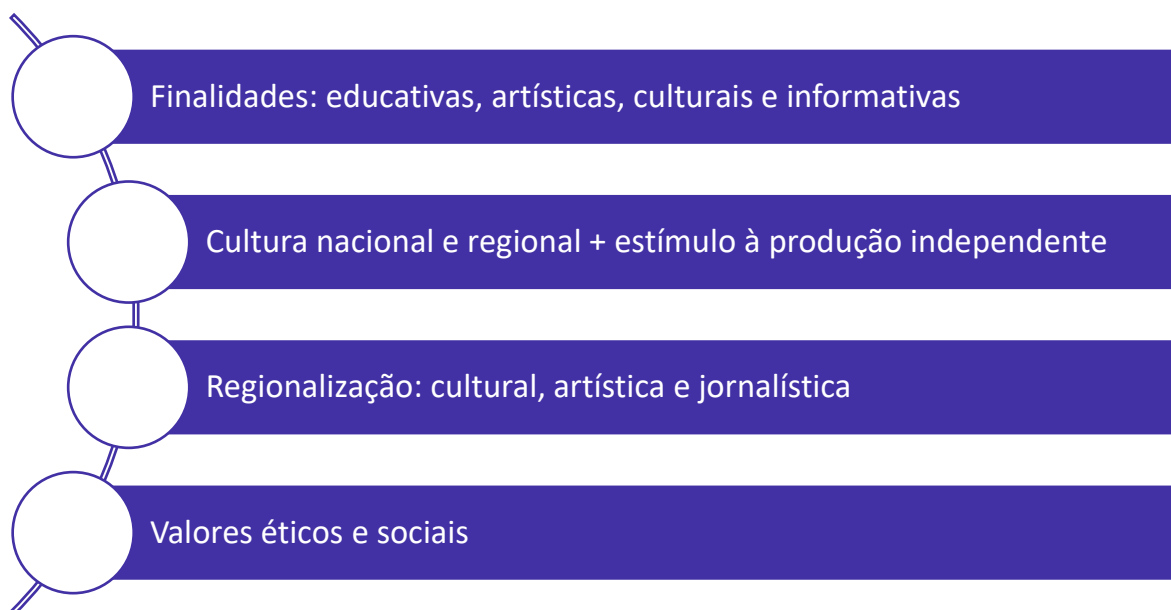 Finalidades: educativas, artísticas, culturais e informativas
Cultura nacional e regional + estímulo à produção independente
Regionalização: cultural, artística e jornalística
Valores éticos e sociais